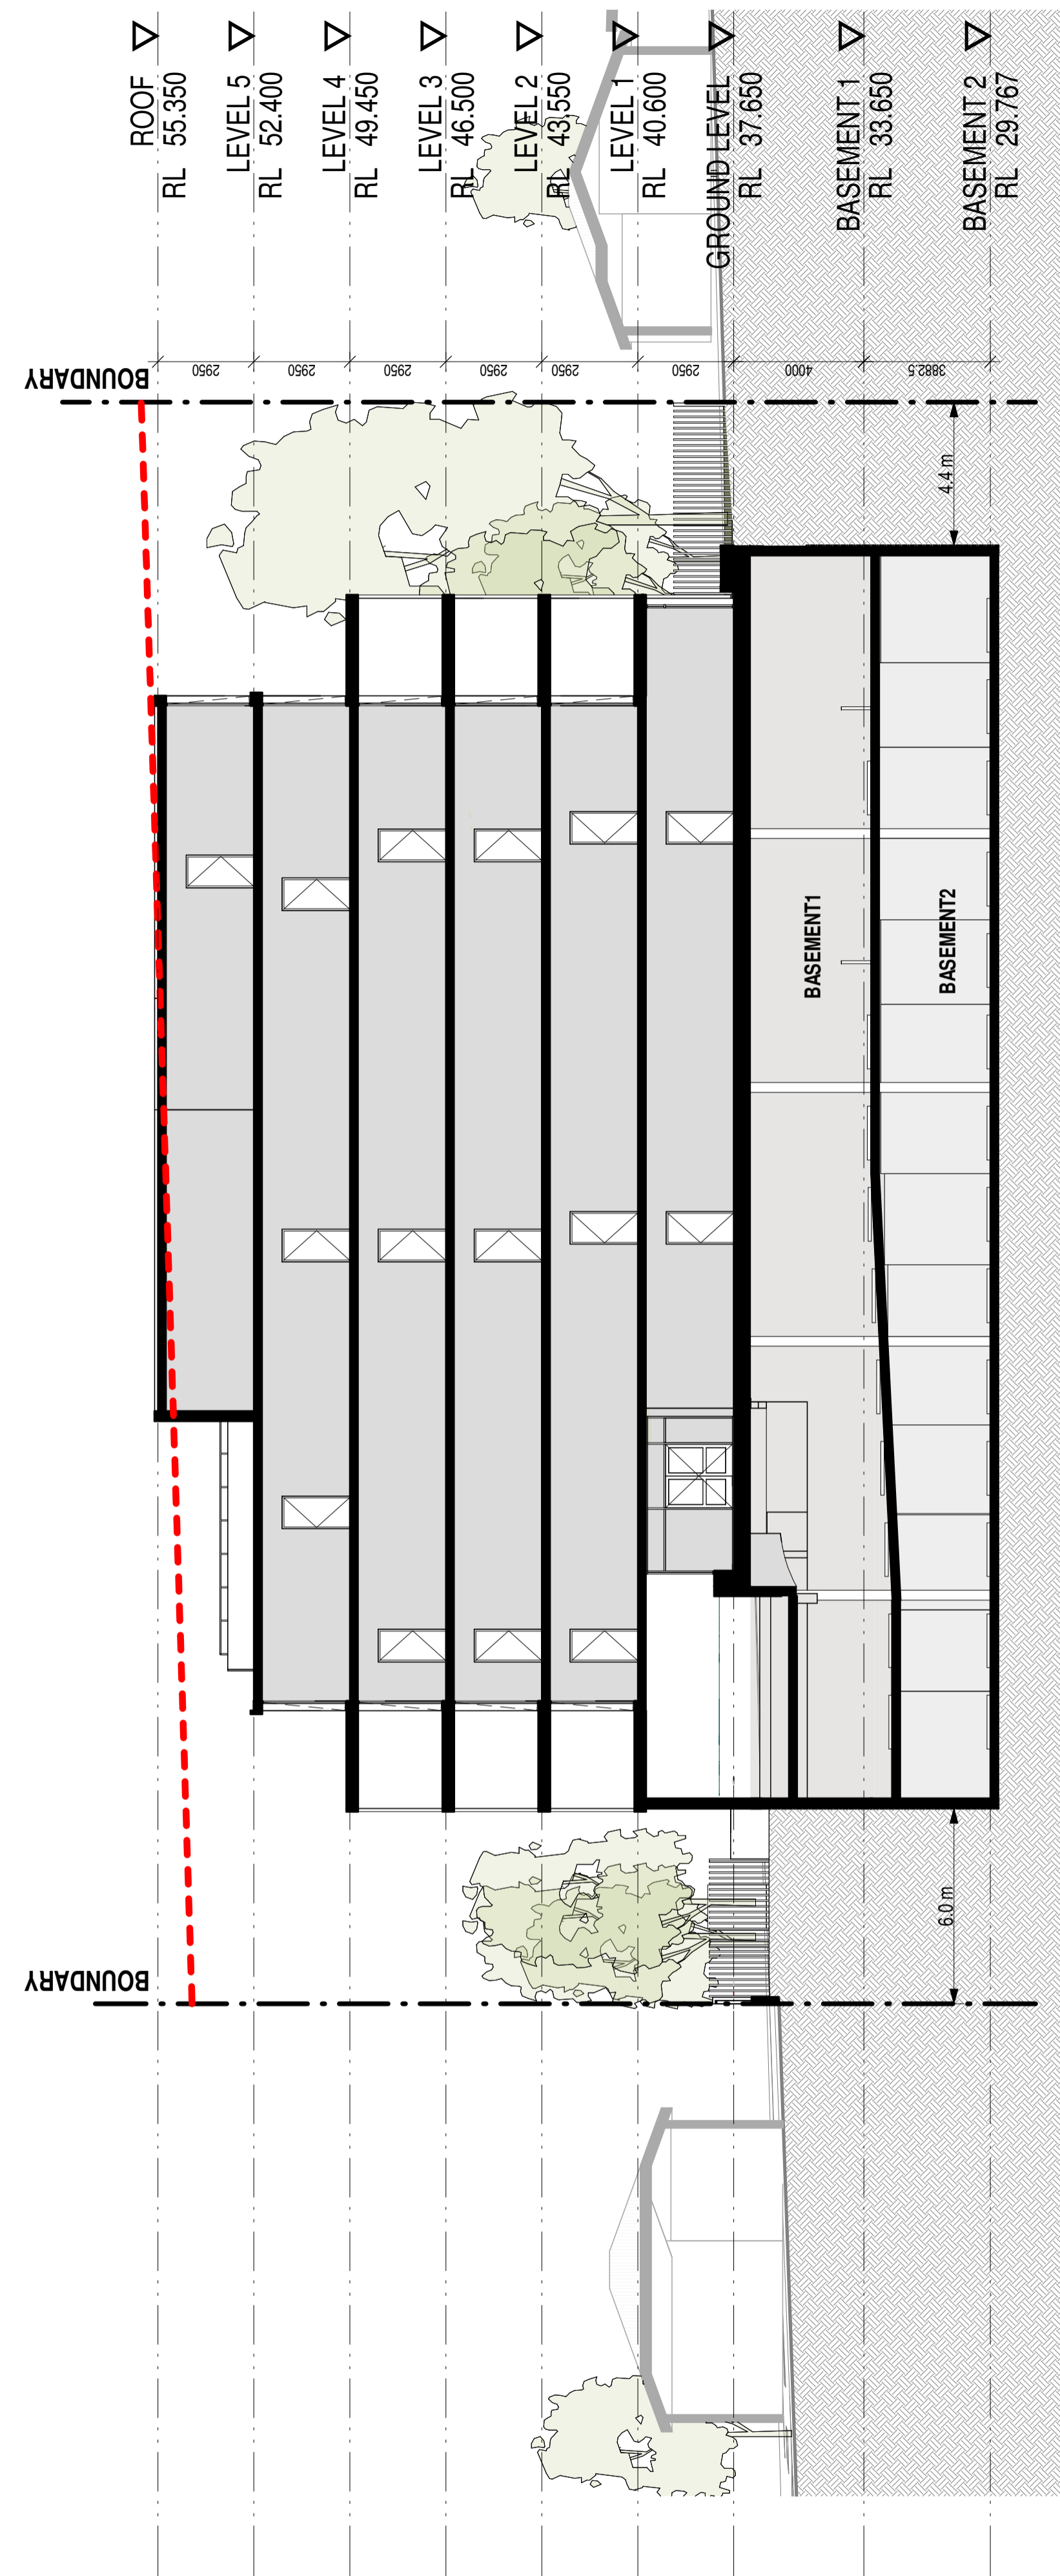 ROOF
RL 55.350
LEVEL 5
RL 52.400
LEVEL 4
RL 49.450
LEVEL 3
RL 46.500
LEVEL 2
RL 43.550
LEVEL 1
RL 40.600
GROUND LEVEL
RL 37.650
BASEMENT 1
RL 33.650
BASEMENT 2
RL 29.767
BOUNDARY
2950
2950
2950
2950
2950
2950
4000
3882.5
4.4 m
BASEMENT1
BASEMENT2
6.0 m
BOUNDARY